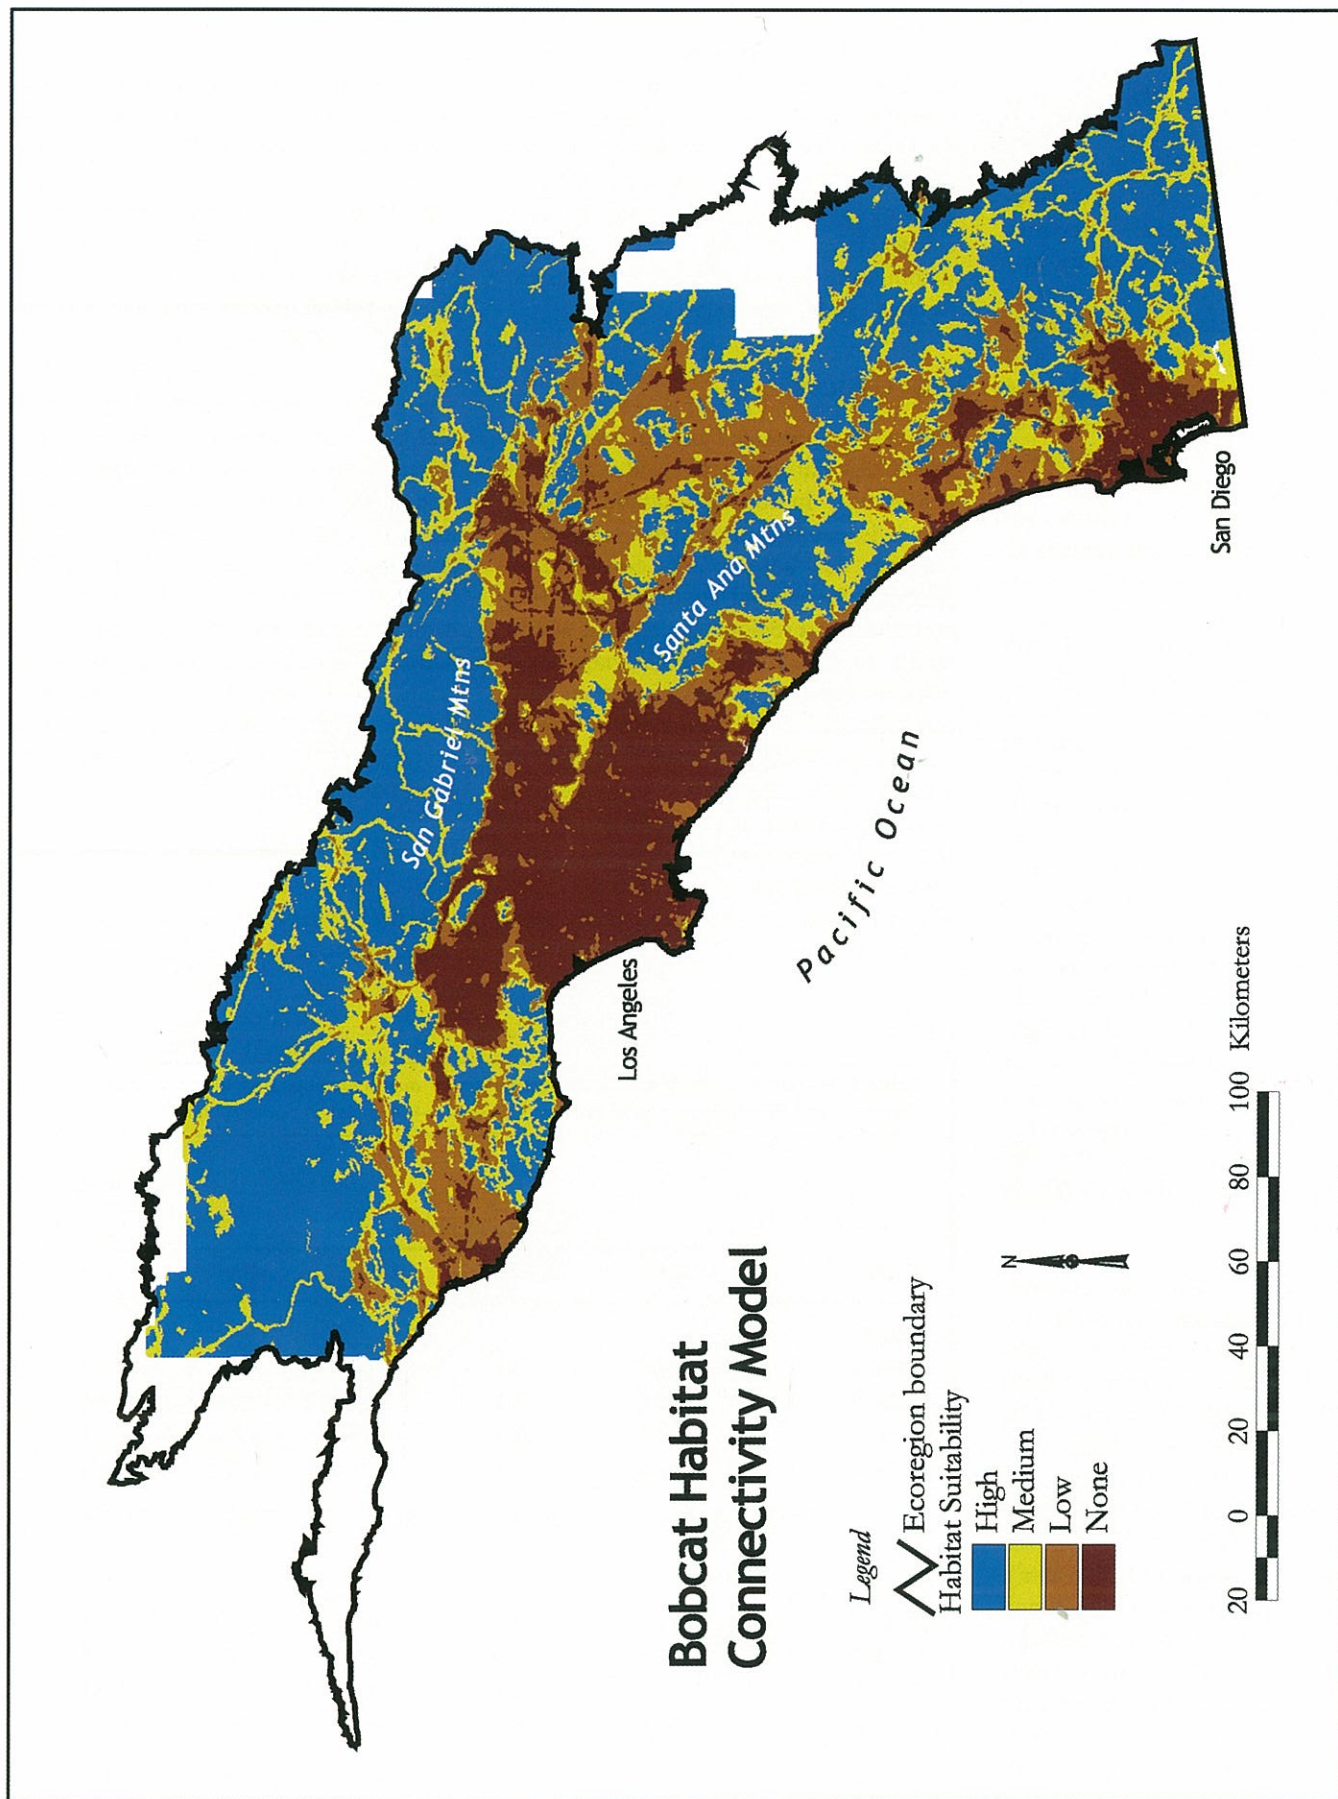 San Gabriel Mtns
Santa Ana Mtns
Los Angeles
Pacific Ocean
San Diego
Bobcat Habitat
Connectivity Model
Legend
Ecoregion boundary
Habitat Suitability
High
Medium
Low
None
N
20 0 20 40 60 80 100 Kilometers